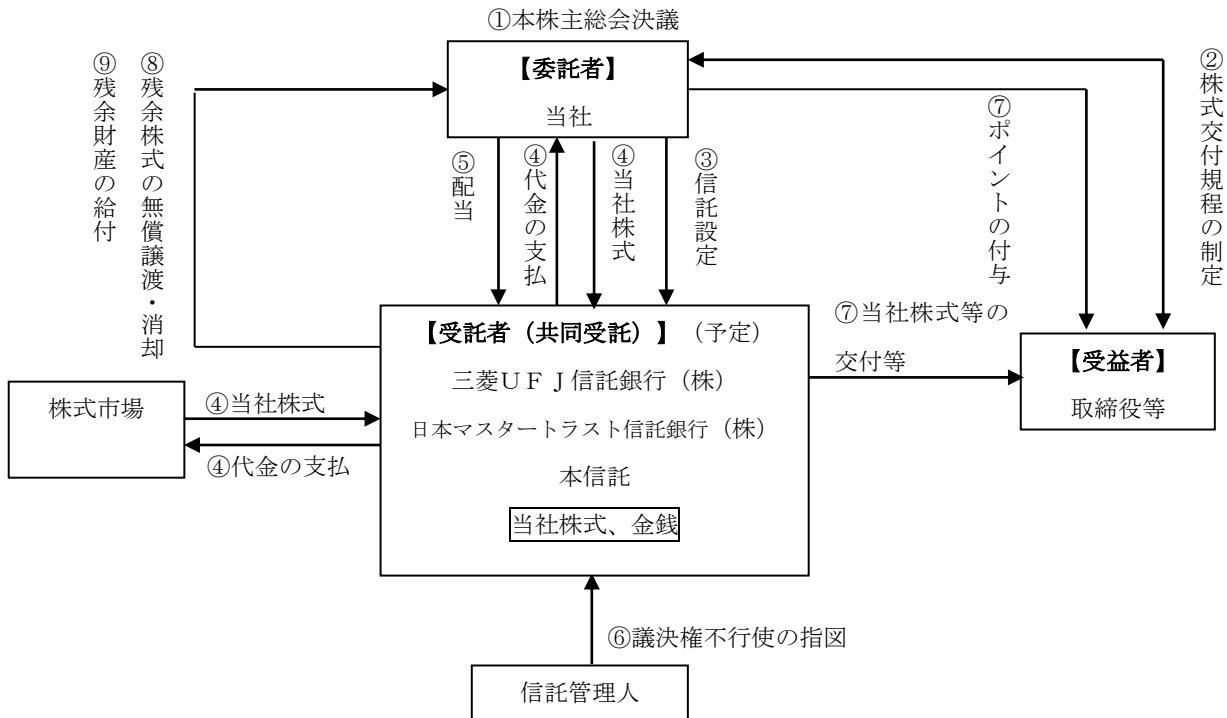 ①本株主総会決議
【委託者】
当社
⑨残余財産の給付
⑧残余株式の無償譲渡・消却
⑤配当
④代金の支払
④当社株式
③信託設定
⑦ポイントの付与
②株式交付規程の制定
【受託者（共同受託）】（予定）
三菱ＵＦＪ信託銀行（株）
日本マスタートラスト信託銀行（株）
本信託
当社株式、金銭
⑦当社株式等の
交付等
【受益者】
取締役等
株式市場
④当社株式
④代金の支払
⑥議決権不行使の指図
信託管理人